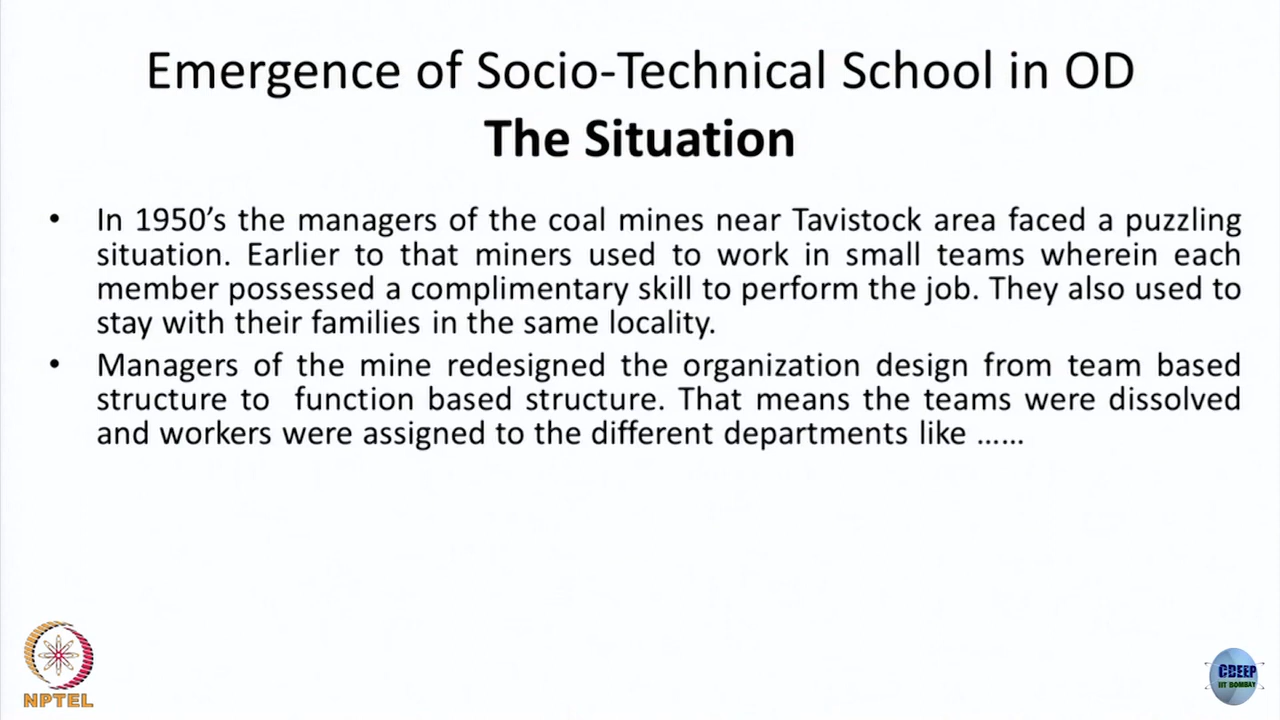 Emergence of Socio-Technical School in OD
The Situation
• In 1950’s the managers of the coal mines near Tavistock area faced a puzzling
situation. Earlier to that miners used to work in small teams wherein each
member possessed a complimentary skill to perform the job. They also used to
stay with their families in the same locality.
• Managers of the mine redesigned the organization design from team based
structure to function based structure. That means the teams were dissolved
and workers were assigned to the different departments like ......
NPTEL
CDEEP
IIT BOMBAY